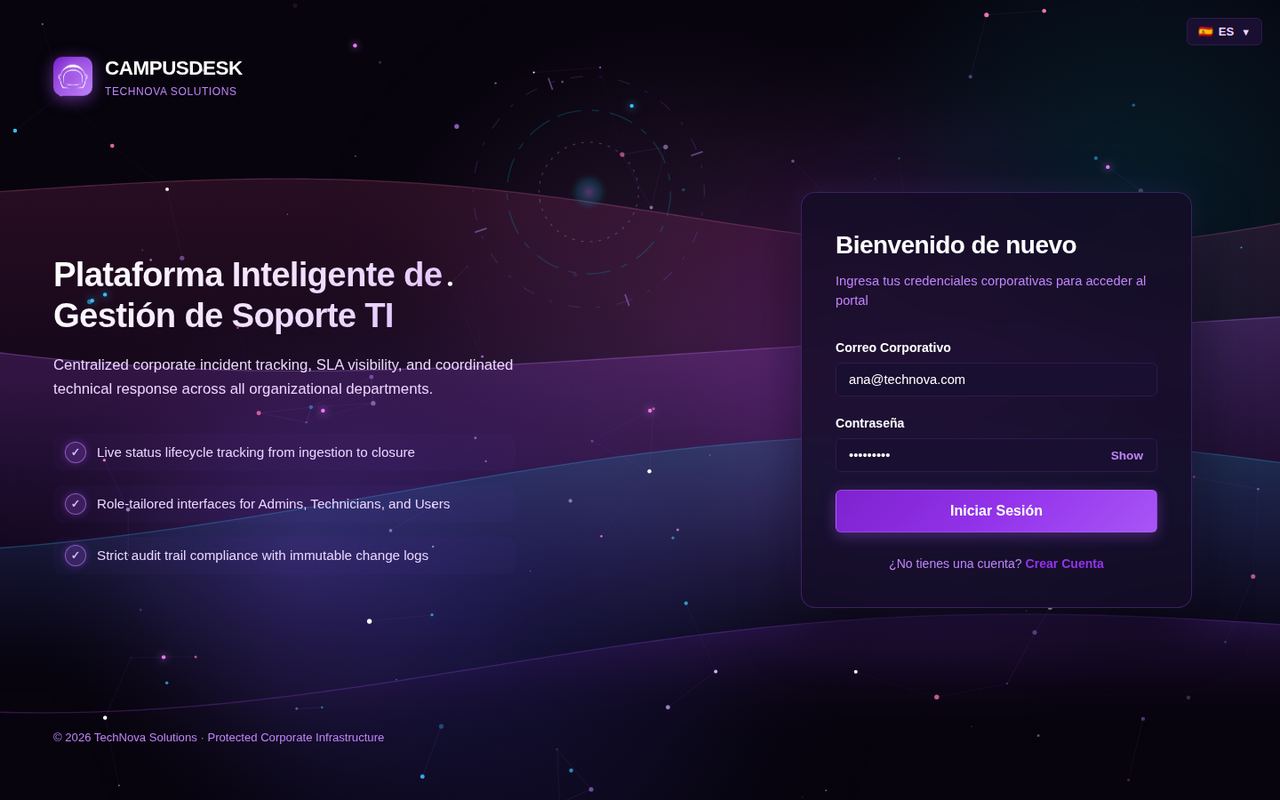 🇪🇸 ES ▼
CAMPUSDESK
TECHNOVA SOLUTIONS
Plataforma Inteligente de
Gestión de Soporte TI
Centralized corporate incident tracking, SLA visibility, and coordinated
technical response across all organizational departments.
✓ Live status lifecycle tracking from ingestion to closure
✓ Role-tailored interfaces for Admins, Technicians, and Users
✓ Strict audit trail compliance with immutable change logs
© 2026 TechNova Solutions · Protected Corporate Infrastructure
Bienvenido de nuevo
Ingresa tus credenciales corporativas para acceder al
portal
Correo Corporativo
ana@technova.com
Contraseña
••••••••• Show
Iniciar Sesión
¿No tienes una cuenta? Crear Cuenta